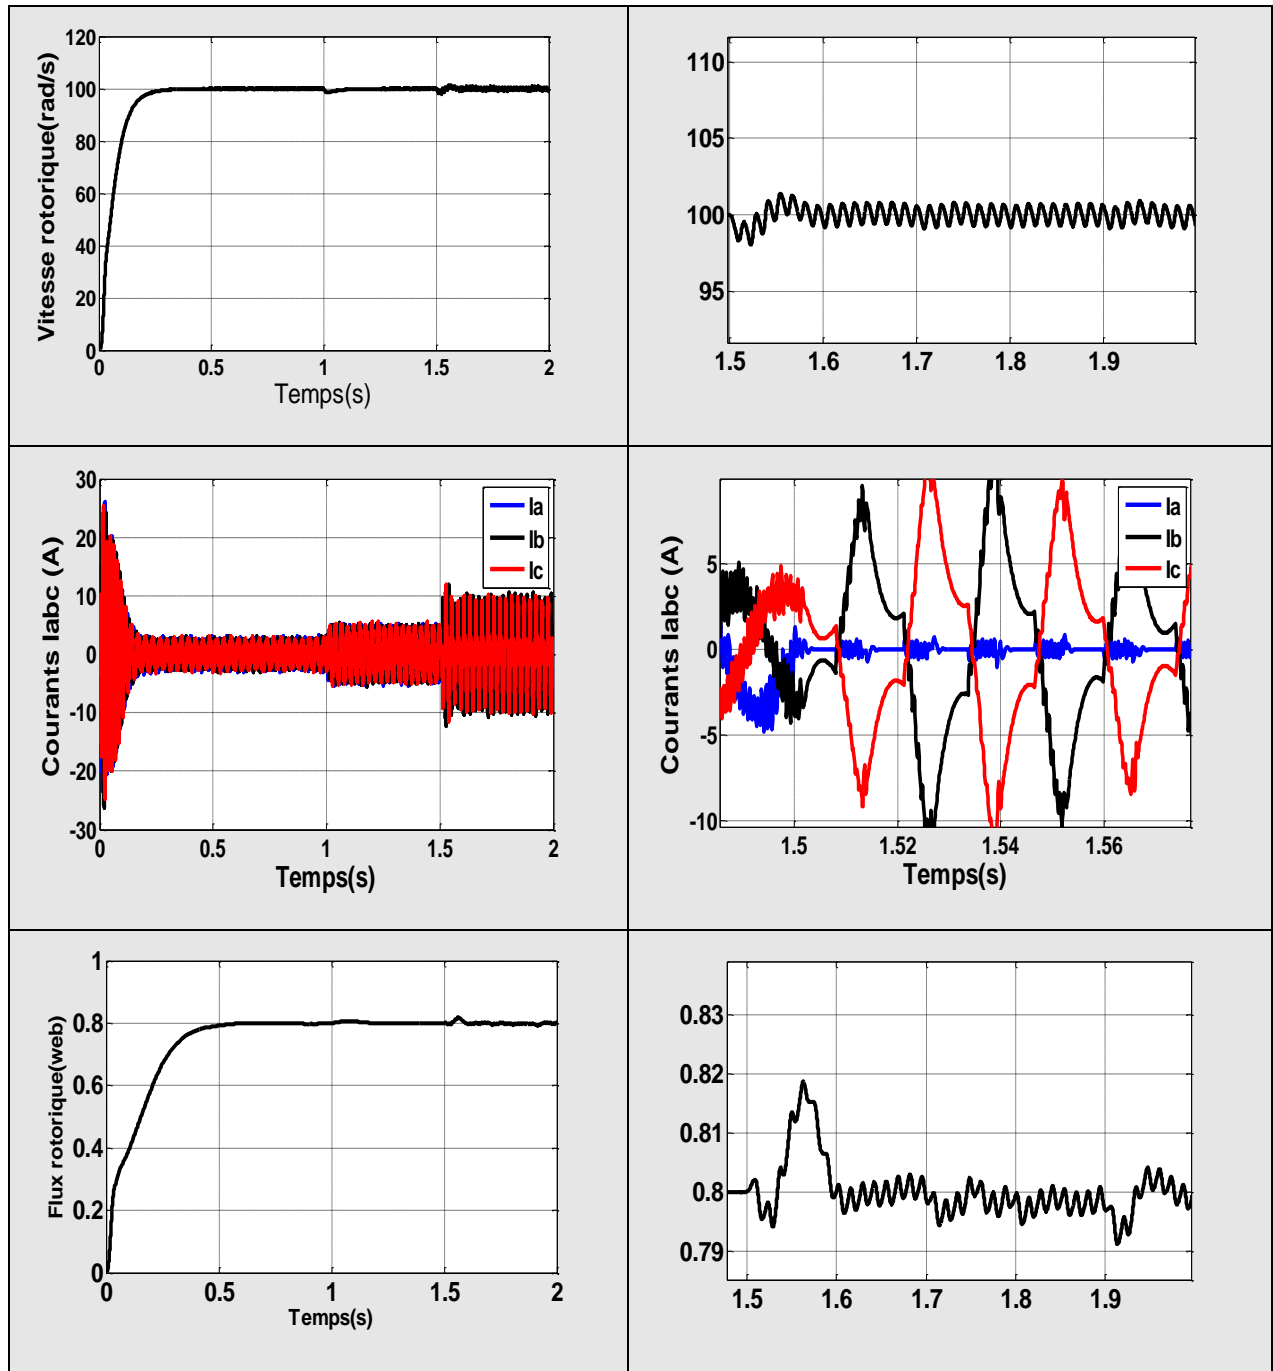 120
100
80
60
40
20
0
Vitesse rotorique(rad/s)
0 0.5 1 1.5 2
Temps(s)
110
105
100
95
1.5 1.6 1.7 1.8 1.9
30
20
10
0
-10
-20
-30
Courants Iabc (A)
Ia
Ib
Ic
0 0.5 1 1.5 2
Temps(s)
5
0
-5
-10
Courants Iabc (A)
Ia
Ib
Ic
1.5 1.52 1.54 1.56
Temps(s)
1
0.8
0.6
0.4
0.2
0
Flux rotorique(web)
0 0.5 1 1.5 2
Temps(s)
0.83
0.82
0.81
0.8
0.79
1.5 1.6 1.7 1.8 1.9